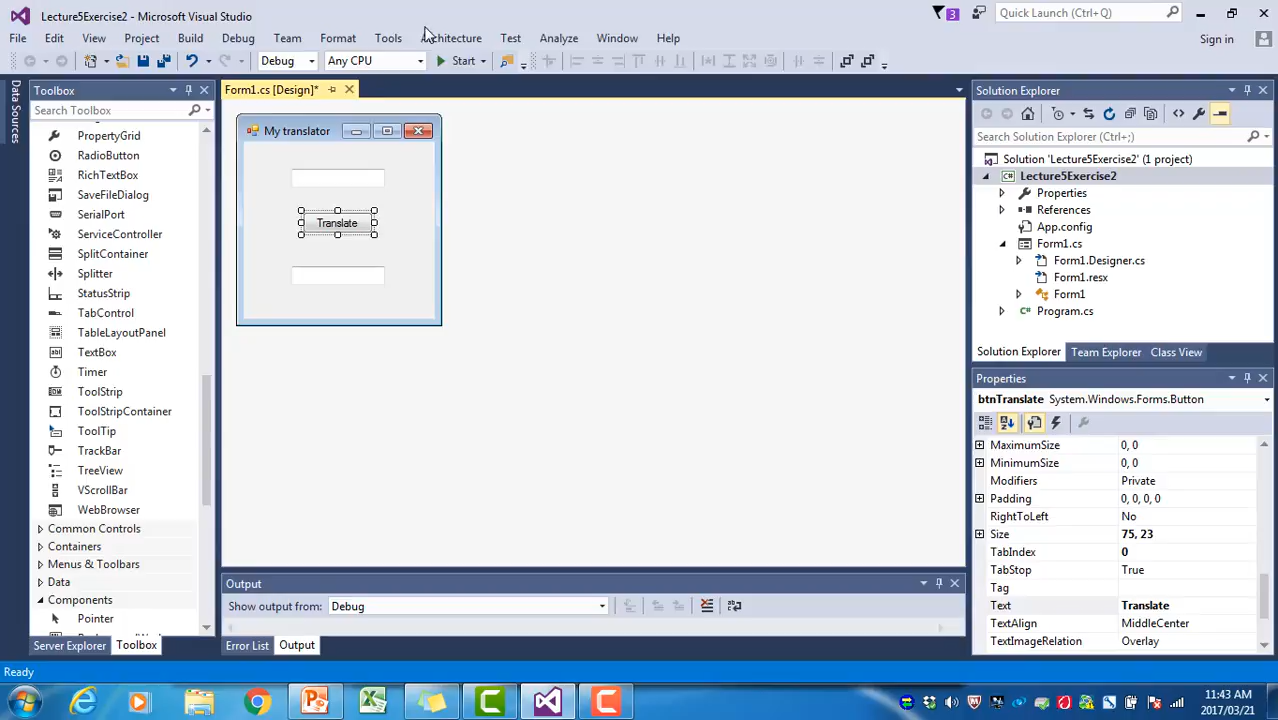 Lecture5Exercise2 - Microsoft Visual Studio
3
Quick Launch (Ctrl+Q)
File Edit View Project Build Debug Team Format Tools Architecture Test Analyze Window Help
Sign in
Debug Any CPU Start
Data Sources
Toolbox
Search Toolbox
PropertyGrid
RadioButton
RichTextBox
SaveFileDialog
SerialPort
ServiceController
SplitContainer
Splitter
StatusStrip
TabControl
TableLayoutPanel
TextBox
Timer
ToolStrip
ToolStripContainer
ToolTip
TrackBar
TreeView
VScrollBar
WebBrowser
Common Controls
Containers
Menus & Toolbars
Data
Components
Pointer
Server Explorer Toolbox
Form1.cs [Design]*
My translator
Translate
Output
Show output from: Debug
Error List Output
Solution Explorer
Search Solution Explorer (Ctrl+;)
Solution 'Lecture5Exercise2' (1 project)
C# Lecture5Exercise2
Properties
References
App.config
Form1.cs
Form1.Designer.cs
Form1.resx
Form1
Program.cs
Solution Explorer Team Explorer Class View
Properties
btnTranslate System.Windows.Forms.Button
MaximumSize 0, 0
MinimumSize 0, 0
Modifiers Private
Padding 0, 0, 0, 0
RightToLeft No
Size 75, 23
TabIndex 0
TabStop True
Tag
Text Translate
TextAlign MiddleCenter
TextImageRelation Overlay
Ready
11:43 AM
2017/03/21